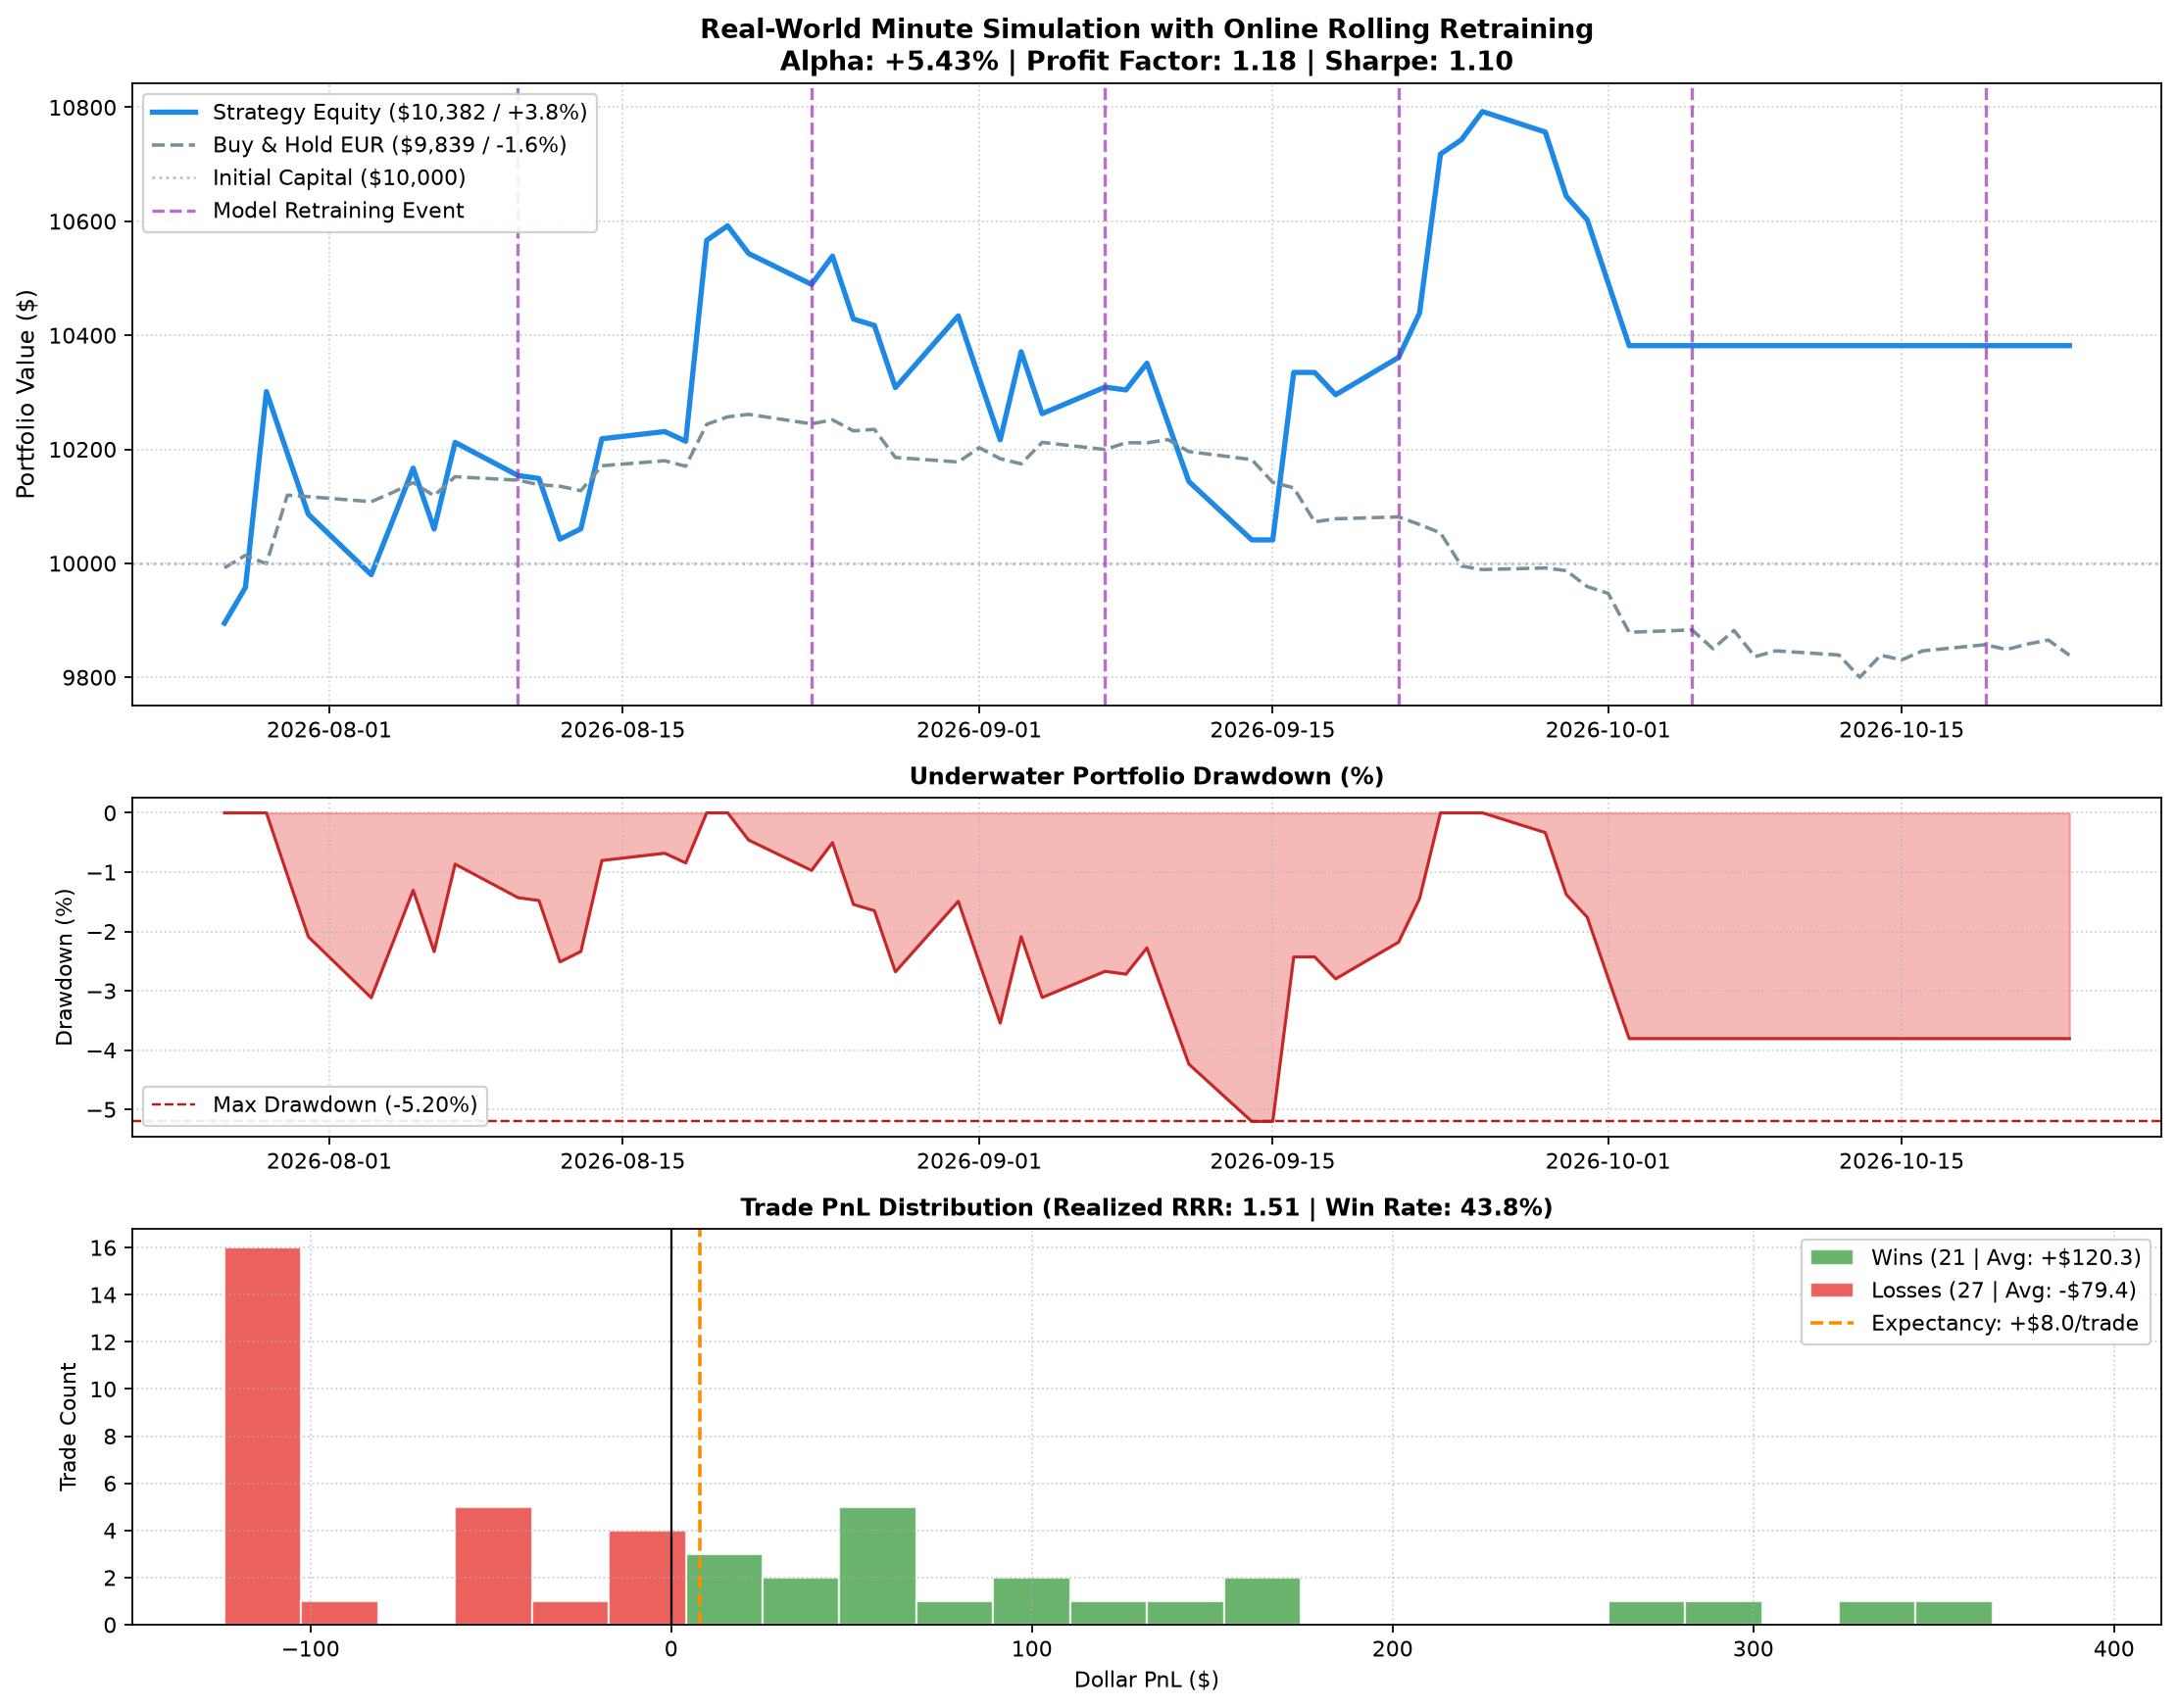 Real-World Minute Simulation with Online Rolling Retraining
Alpha: +5.43% | Profit Factor: 1.18 | Sharpe: 1.10
Strategy Equity ($10,382 / +3.8%)
Buy & Hold EUR ($9,839 / -1.6%)
Initial Capital ($10,000)
Model Retraining Event
Portfolio Value ($)
10800
10600
10400
10200
10000
9800
2026-08-01
2026-08-15
2026-09-01
2026-09-15
2026-10-01
2026-10-15
Underwater Portfolio Drawdown (%)
Drawdown (%)
0
−1
−2
−3
−4
−5
Max Drawdown (-5.20%)
2026-08-01
2026-08-15
2026-09-01
2026-09-15
2026-10-01
2026-10-15
Trade PnL Distribution (Realized RRR: 1.51 | Win Rate: 43.8%)
Trade Count
16
14
12
10
8
6
4
2
0
Wins (21 | Avg: +$120.3)
Losses (27 | Avg: -$79.4)
Expectancy: +$8.0/trade
−100
0
100
200
300
400
Dollar PnL ($)